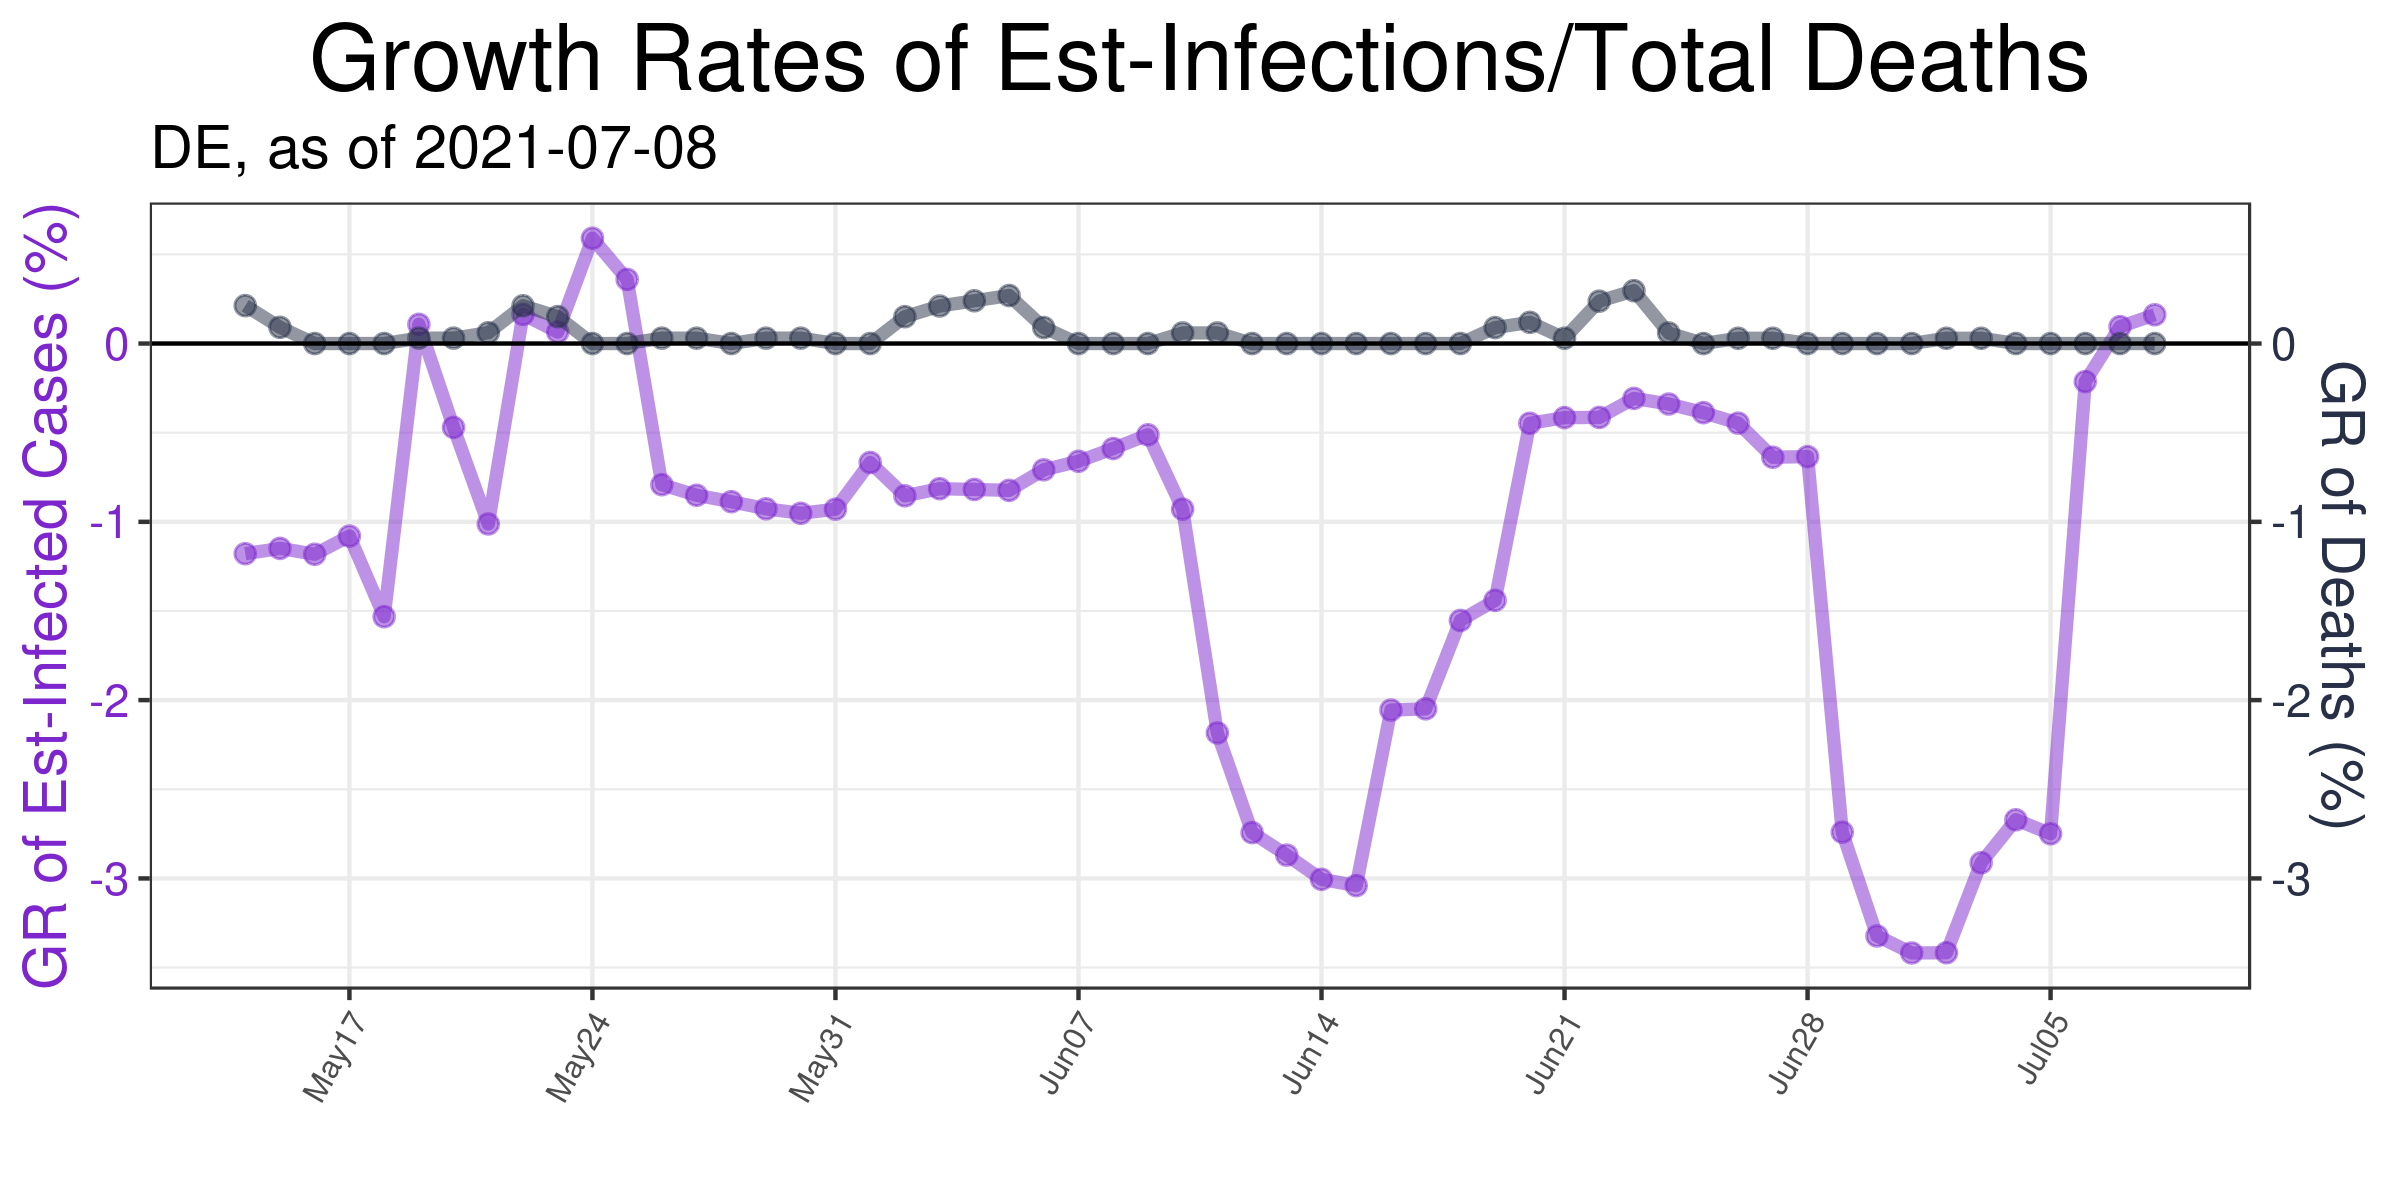 Growth Rates of Est-Infections/Total Deaths
DE, as of 2021-07-08
GR of Est-Infected Cases (%)
0
-1
-2
-3
0
-1
-2
-3
GR of Deaths (%)
May17
May24
May31
Jun07
Jun14
Jun21
Jun28
Jul05